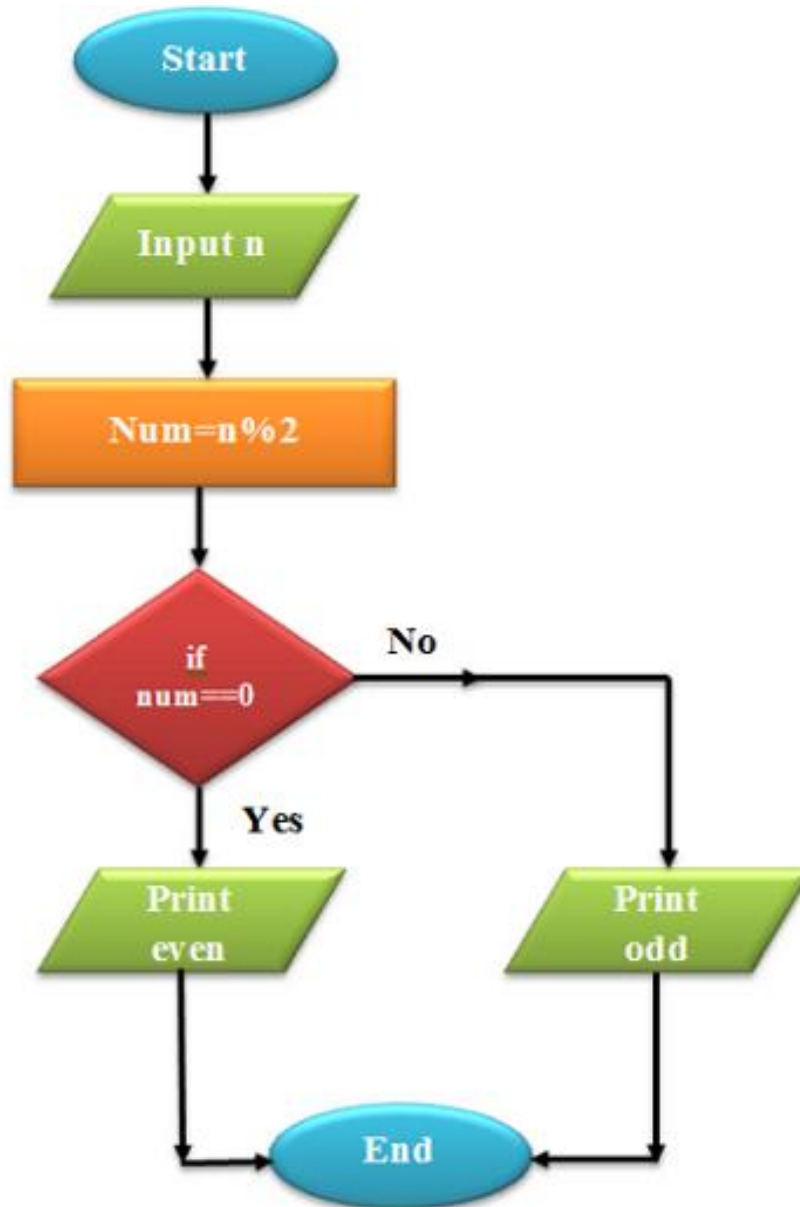 Start
Input n
Num=n%2
if
num==0
No
Yes
Print
even
Print
odd
End